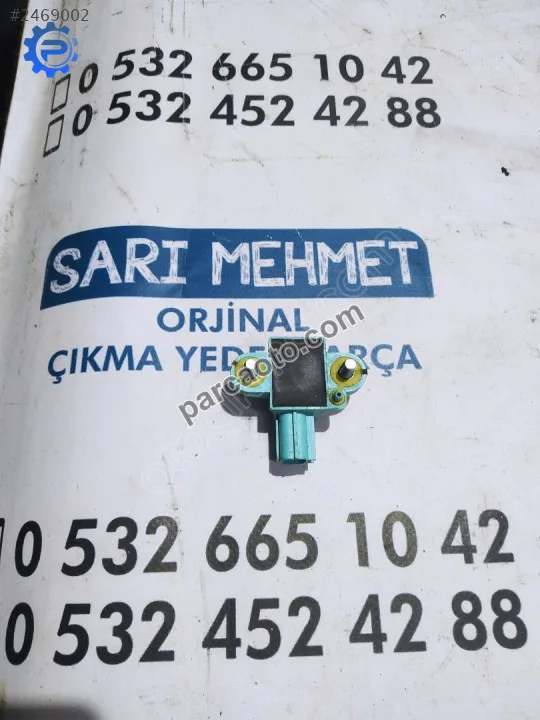 #2469002
0 532 665 10 42
0 532 452 42 88
SARI MEHMET
ORJİNAL
ÇIKMA YEDEK PARÇA
parcaoto.com
0 532 665 10 42
0 532 452 42 88